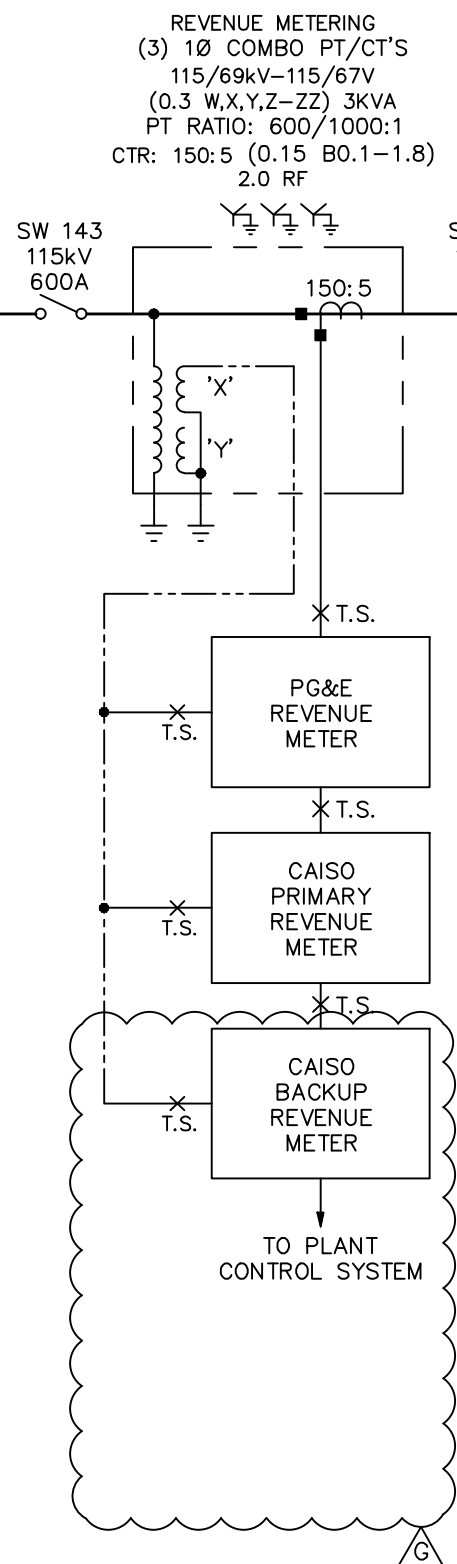 REVENUE METERING
(3) 1Ø COMBO PT/CT'S
115/69kV-115/67V
(0.3 W,X,Y,Z-ZZ) 3KVA
PT RATIO: 600/1000:1
CTR: 150:5 (0.15 B0.1-1.8)
2.0 RF
SW 143
115kV
600A
S
150:5
'X'
'Y'
T.S.
PG&E
REVENUE
METER
T.S.
T.S.
CAISO
PRIMARY
REVENUE
METER
T.S.
T.S.
CAISO
BACKUP
REVENUE
METER
T.S.
TO PLANT
CONTROL SYSTEM
G